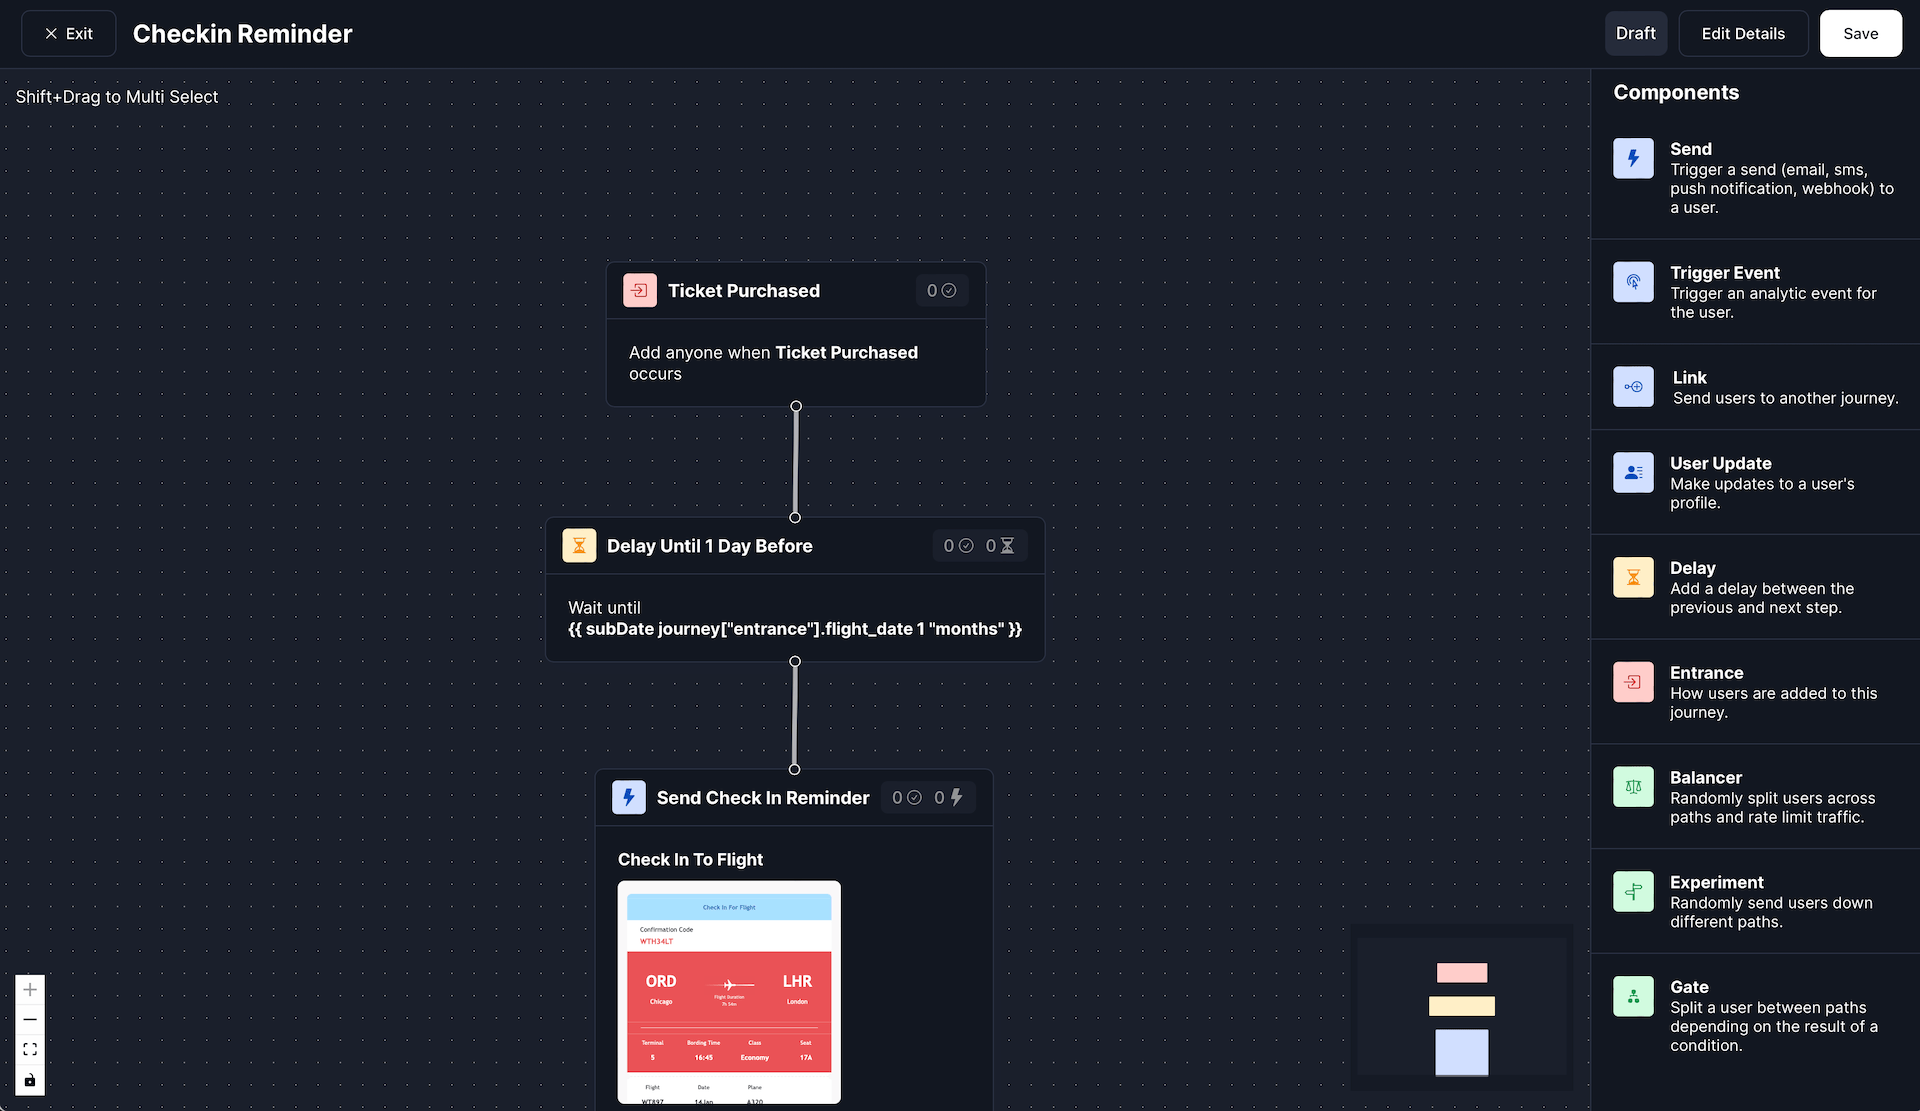 Exit
Checkin Reminder
Draft
Edit Details
Save
Shift+Drag to Multi Select
Ticket Purchased
0
Add anyone when Ticket Purchased
occurs
Delay Until 1 Day Before
0 0
Wait until
{{ subDate journey["entrance"].flight_date 1 "months" }}
Send Check In Reminder
0 0
Check In To Flight
Check In For Flight
Confirmation Code
WTH34LT
ORD LHR
Chicago London
Flight Duration
7h 54m
Terminal Bording Time Class Seat
5 16:45 Economy 17A
Flight Date Plane
WT897 14Jan A320
Components
Send
Trigger a send (email, sms,
push notification, webhook) to
a user.
Trigger Event
Trigger an analytic event for
the user.
Link
Send users to another journey.
User Update
Make updates to a user's
profile.
Delay
Add a delay between the
previous and next step.
Entrance
How users are added to this
journey.
Balancer
Randomly split users across
paths and rate limit traffic.
Experiment
Randomly send users down
different paths.
Gate
Split a user between paths
depending on the result of a
condition.